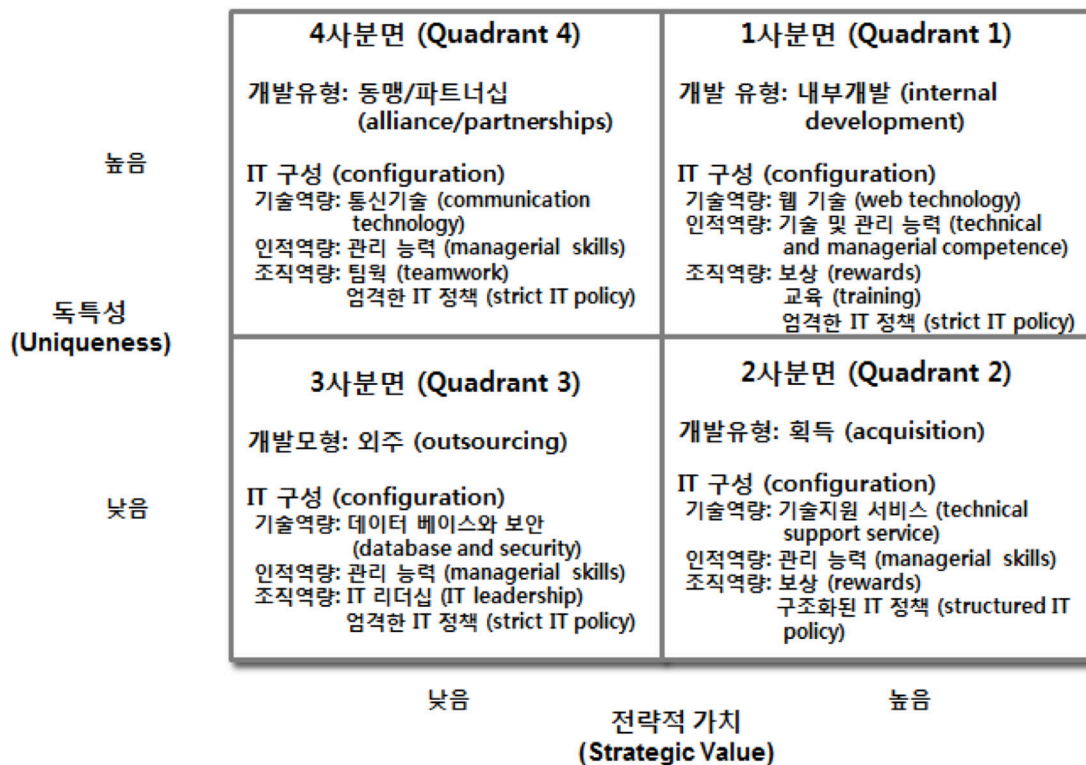 4사분면 (Quadrant 4)
개발유형: 동맹/파트너십
(alliance/partnerships)
IT 구성 (configuration)
기술역량: 통신기술 (communication
technology)
인적역량: 관리 능력 (managerial skills)
조직역량: 팀웍 (teamwork)
엄격한 IT 정책 (strict IT policy)
1사분면 (Quadrant 1)
개발 유형: 내부개발 (internal
development)
IT 구성 (configuration)
기술역량: 웹 기술 (web technology)
인적역량: 기술 및 관리 능력 (technical
and managerial competence)
조직역량: 보상 (rewards)
교육 (training)
엄격한 IT 정책 (strict IT policy)
높음
독특성
(Uniqueness)
낮음
3사분면 (Quadrant 3)
개발모형: 외주 (outsourcing)
IT 구성 (configuration)
기술역량: 데이터 베이스와 보안
(database and security)
인적역량: 관리 능력 (managerial skills)
조직역량: IT 리더십 (IT leadership)
엄격한 IT 정책 (strict IT policy)
2사분면 (Quadrant 2)
개발유형: 획득 (acquisition)
IT 구성 (configuration)
기술역량: 기술지원 서비스 (technical
support service)
인적역량: 관리 능력 (managerial skills)
조직역량: 보상 (rewards)
구조화된 IT 정책 (structured IT
policy)
낮음
높음
전략적 가치
(Strategic Value)